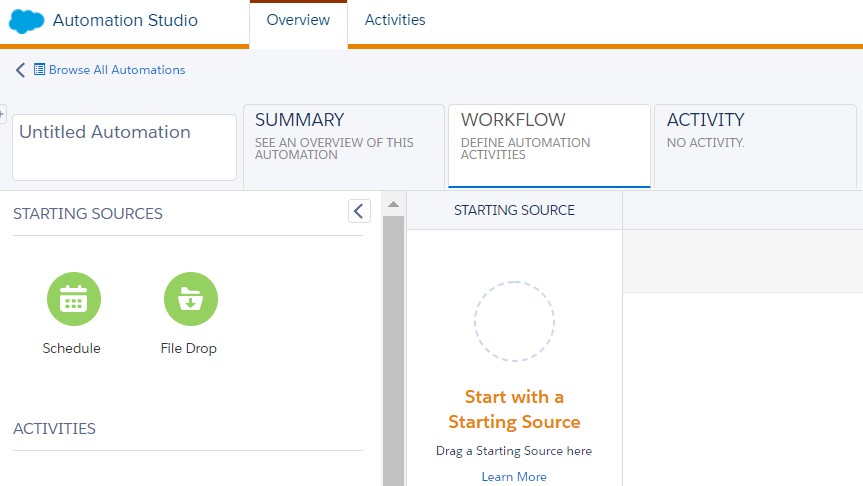 Automation Studio
Overview
Activities
Browse All Automations
Untitled Automation
SUMMARY
SEE AN OVERVIEW OF THIS
AUTOMATION
WORKFLOW
DEFINE AUTOMATION
ACTIVITIES
ACTIVITY
NO ACTIVITY.
STARTING SOURCES
Schedule
File Drop
ACTIVITIES
STARTING SOURCE
Start with a
Starting Source
Drag a Starting Source here
Learn More